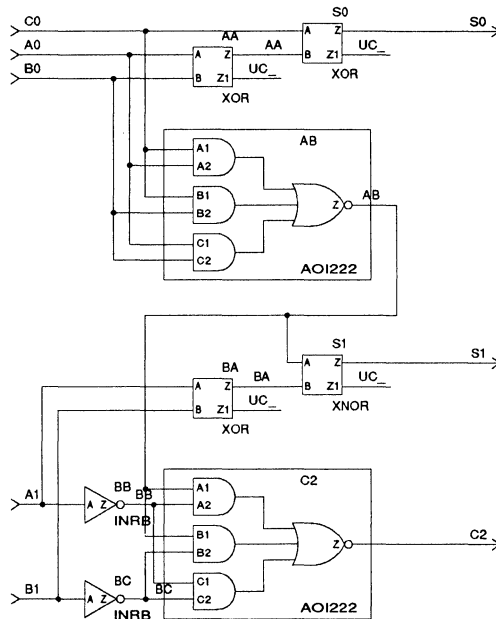 C0
A0
B0
AA
A Z
B Z1
AA
UC_
XOR
S0
A Z
B Z1
UC_
XOR
S0
AB
A1
A2
B1
B2
C1
C2
Z
AB
AOI222
S1
A Z
B Z1
UC_
XNOR
S1
BA
A Z
B Z1
BA
UC_
XOR
A1
A Z
BB
BB
INRB
B1
A Z
BC
BC
INRB
C2
A1
A2
B1
B2
C1
C2
Z
AOI222
C2